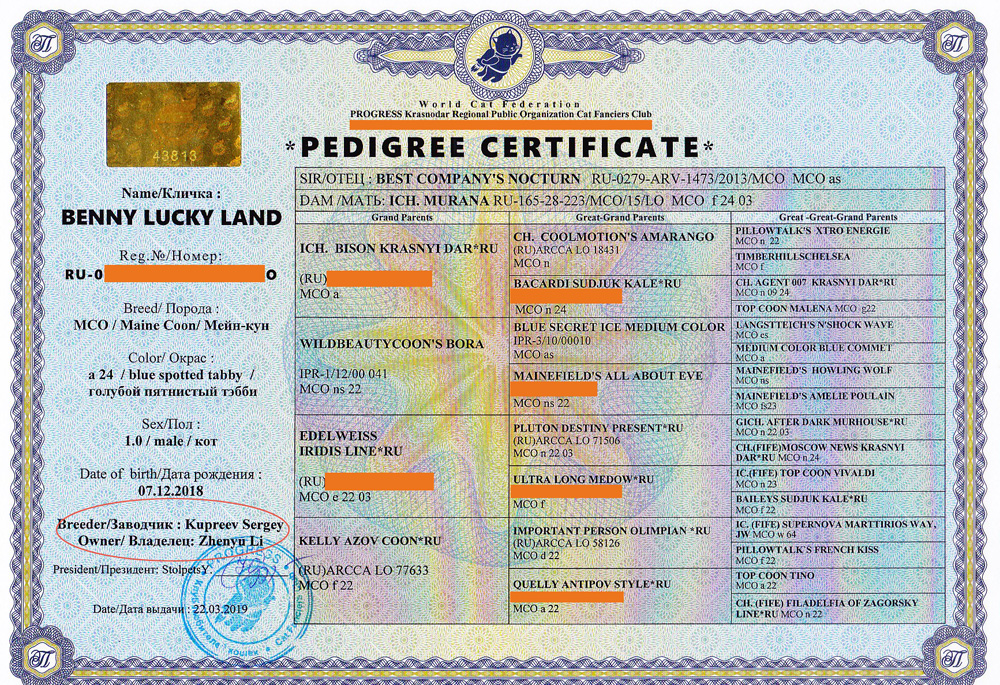 43813
World Cat Federation
PROGRESS Krasnodar Regional Public Organization Cat Fanciers Club
*PEDIGREE CERTIFICATE*
Name/Кличка :
BENNY LUCKY LAND
Reg.№/Номер:
RU-0 O
Breed/ Порода :
MCO / Maine Coon/ Мейн-кун
Color/ Окрас :
a 24 / blue spotted tabby /
голубой пятнистый тэбби
Sex/Пол :
1.0 / male / кот
Date of birth/Дата рождения :
07.12.2018
Breeder/Заводчик : Kupreev Sergey
Owner/ Владелец: Zhenyu Li
President/Президент: StolpetsY.
Date/Дата выдачи : 22.03.2019
PROGRESS
SIR/ОТЕЦ : BEST COMPANY'S NOCTURN RU-0279-ARV-1473/2013/MCO MCO as
DAM /МАТЬ: ICH. MURANA RU-165-28-223/MCO/15/LO MCO f 24 03
Grand Parents
ICH. BISON KRASNYI DAR*RU
(RU)
MCO a
WILDBEAUTYCOON'S BORA
IPR-1/12/00 041
MCO ns 22
EDELWEISS
IRIDIS LINE*RU
(RU)
MCO e 22 03
KELLY AZOV COON*RU
(RU)ARCCA LO 77633
MCO f 22
Great-Grand Parents
CH. COOLMOTION'S AMARANGO
(RU)ARCCA LO 18431
MCO n
BACARDI SUDJUK KALE*RU
MCO n 24
BLUE SECRET ICE MEDIUM COLOR
IPR-3/10/00010
MCO as
MAINEFIELD'S ALL ABOUT EVE
MCO ns 22
PLUTON DESTINY PRESENT*RU
(RU)ARCCA LO 71506
MCO n 22 03
ULTRA LONG MEDOW*RU
MCO f
IMPORTANT PERSON OLIMPIAN *RU
(RU)ARCCA LO 58126
MCO d 22
QUELLY ANTIPOV STYLE*RU
MCO a 22
Great -Great-Grand Parents
PILLOWTALK'S XTRO ENERGIE
MCO n 22
TIMBERHILLSCHELSEA
MCO f
CH. AGENT 007 KRASNYI DAR*RU
MCO n 09 24
TOP COON MALENA MCO g22
LANGSTTEICH'S N'SHOCK WAVE
MCO es
MEDIUM COLOR BLUE COMMET
MCO a
MAINEFIELD'S HOWLING WOLF
MCO ns
MAINEFIELD'S AMELIE POULAIN
MCO fs23
GICH. AFTER DARK MURHOUSE*RU
MCO n 22 03
CH.(FIFE)MOSCOW NEWS KRASNYI
DAR*RU MCO n 24
IC.(FIFE) TOP COON VIVALDI
MCO n 23
BAILEYS SUDJUK KALE*RU
MCO f 22
IC. (FIFE) SUPERNOVA MARTTIRIOS WAY,
JW MCO w 64
PILLOWTALK'S FRENCH KISS
MCO f 22
TOP COON TINO
MCO a 22
CH. (FIFE) FILADELFIA OF ZAGORSKY
LINE*RU MCO n 22